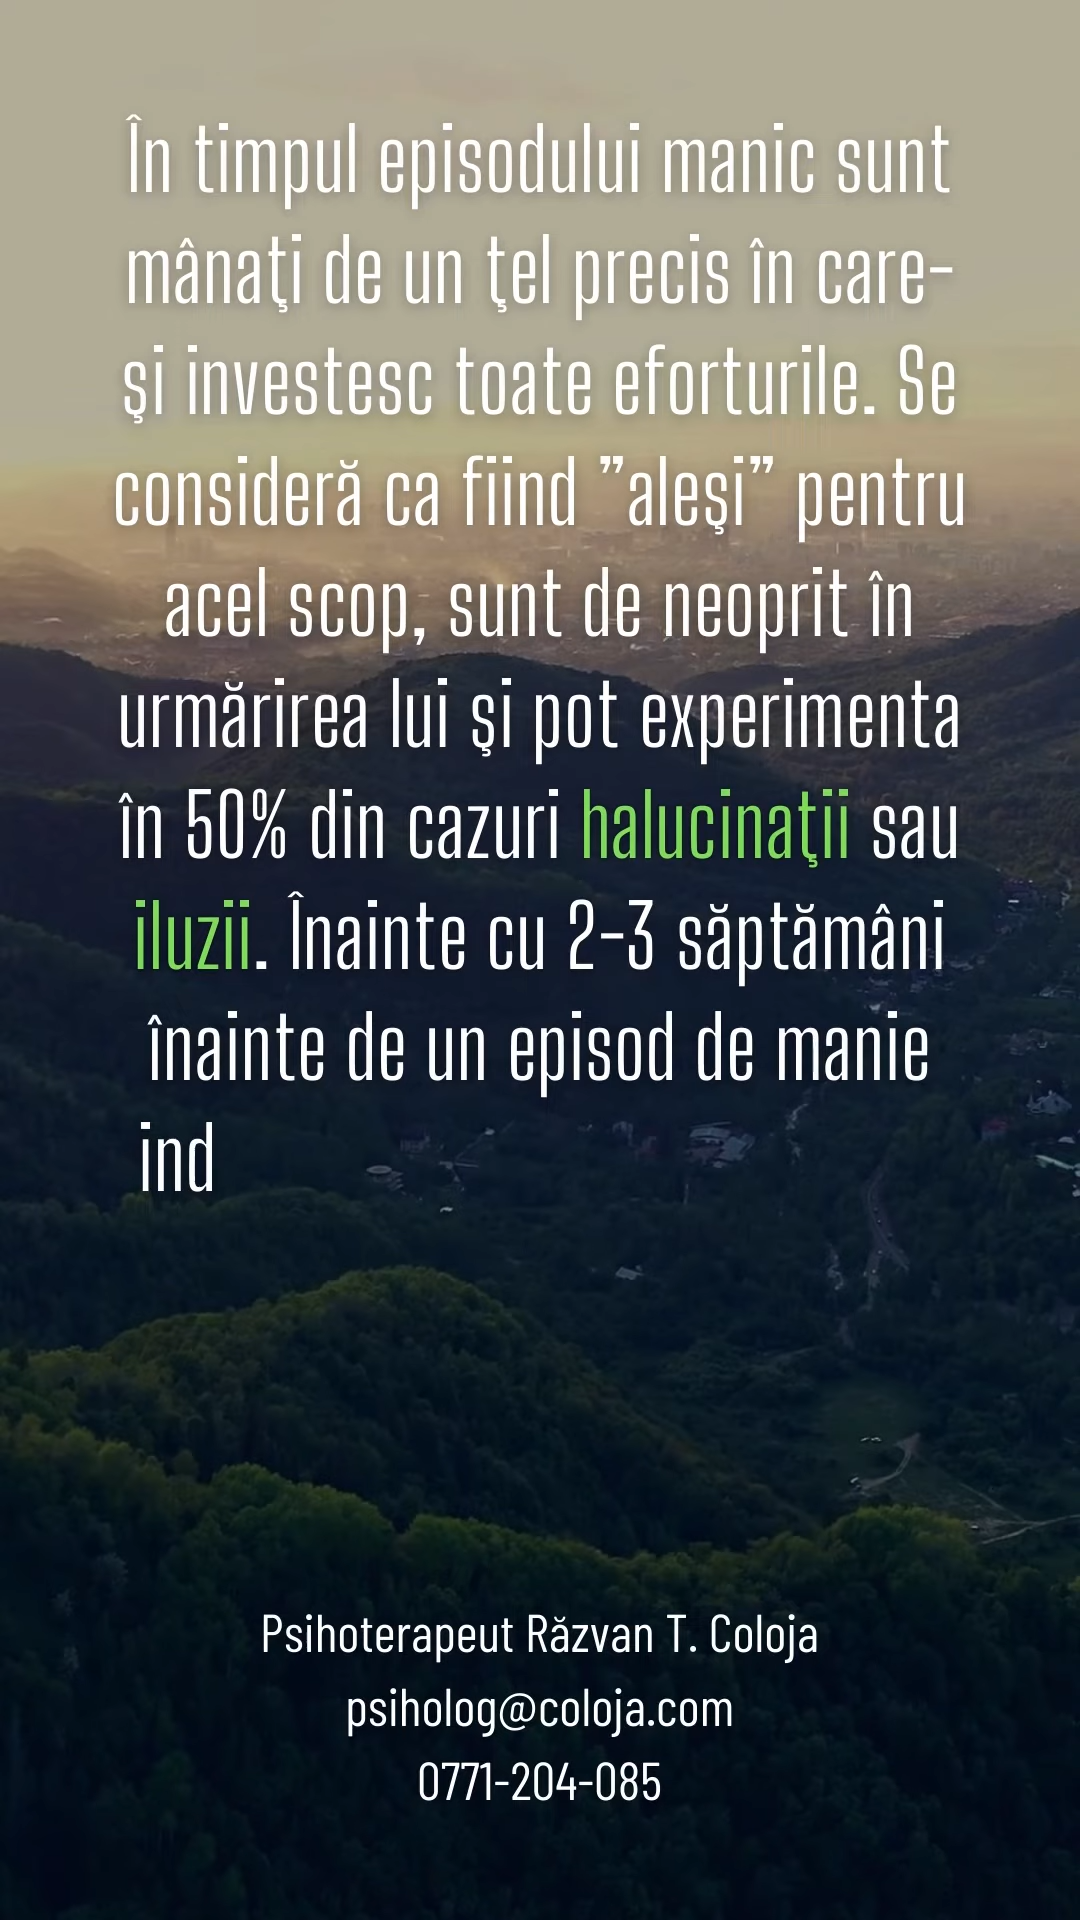 În timpul episodului manic sunt
mânaţi de un ţel precis în care-
şi investesc toate eforturile. Se
consideră ca fiind ”aleşi” pentru
acel scop, sunt de neoprit în
urmărirea lui şi pot experimenta
în 50% din cazuri halucinaţii sau
iluzii. Înainte cu 2-3 săptămâni
înainte de un episod de manie
ind
Psihoterapeut Răzvan T. Coloja
psiholog@coloja.com
0771-204-085